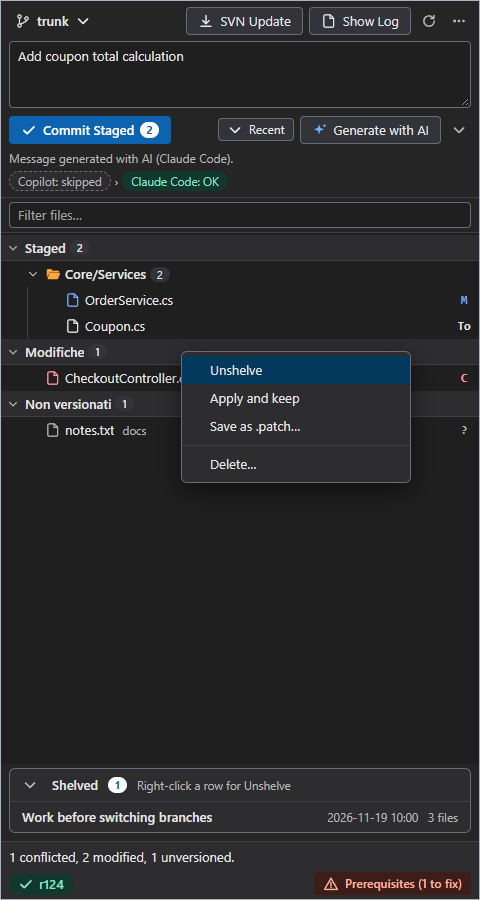 trunk
SVN Update
Show Log
Add coupon total calculation
Commit Staged 2
Recent
Generate with AI
Message generated with AI (Claude Code).
Copilot: skipped › Claude Code: OK
Filter files...
Staged 2
Core/Services 2
OrderService.cs M
Coupon.cs To
Modifiche 1
CheckoutController. C
Non versionati 1
notes.txt docs ?
Unshelve
Apply and keep
Save as .patch...
Delete...
Shelved 1 Right-click a row for Unshelve
Work before switching branches 2026-11-19 10:00 3 files
1 conflicted, 2 modified, 1 unversioned.
r124
Prerequisites (1 to fix)